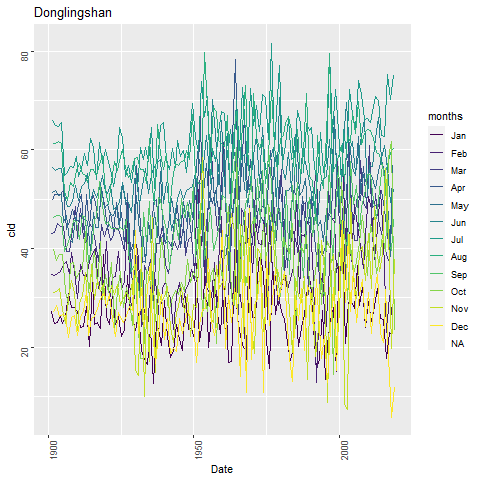 Donglingshan
cld
80
60
40
20
1900
1950
2000
Date
months
Jan
Feb
Mar
Apr
May
Jun
Jul
Aug
Sep
Oct
Nov
Dec
NA